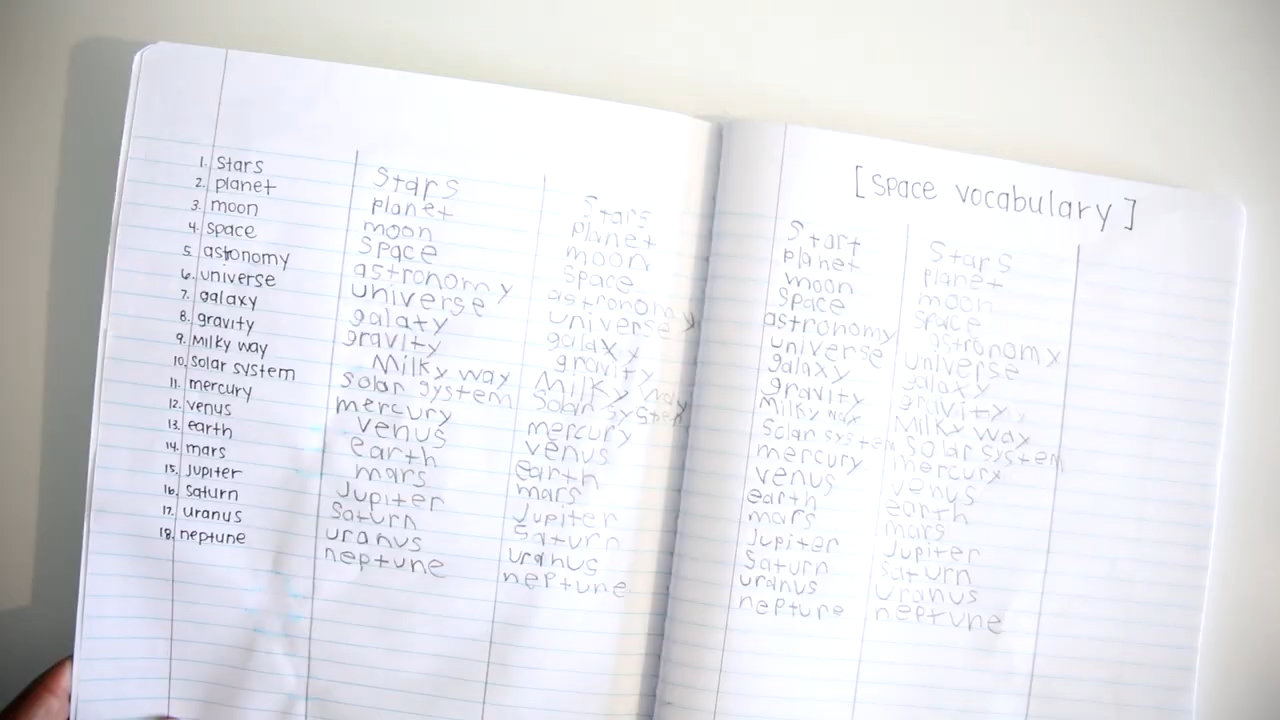 1. Stars
2. planet
3. moon
4. space
5. astronomy
6. universe
7. galaxy
8. gravity
9. Milky way
10. Solar system
11. mercury
12. venus
13. earth
14. mars
15. Jupiter
16. Saturn
17. uranus
18. neptune
Stars
planet
moon
Space
astronomy
universe
galaty
gravity
Milky way
solar system
mercury
venus
earth
mars
Jupiter
Saturn
uranus
neptune
Stars
planet
moon
Space
astronomy
universe
galaxy
gravity
Milky way
Solar system
mercury
venus
earth
mars
Jupiter
Saturn
uranus
neptune
[space vocabulary]
Start
planet
moon
Space
astronomy
universe
galaxy
gravity
Milky way
Solar system
mercury
venus
earth
mars
Jupiter
Saturn
uranus
neptune
Stars
planet
moon
Space
astronomy
universe
galaxy
gravity
Milky way
Solar system
mercury
venus
earth
mars
Jupiter
Saturn
uranus
neptune